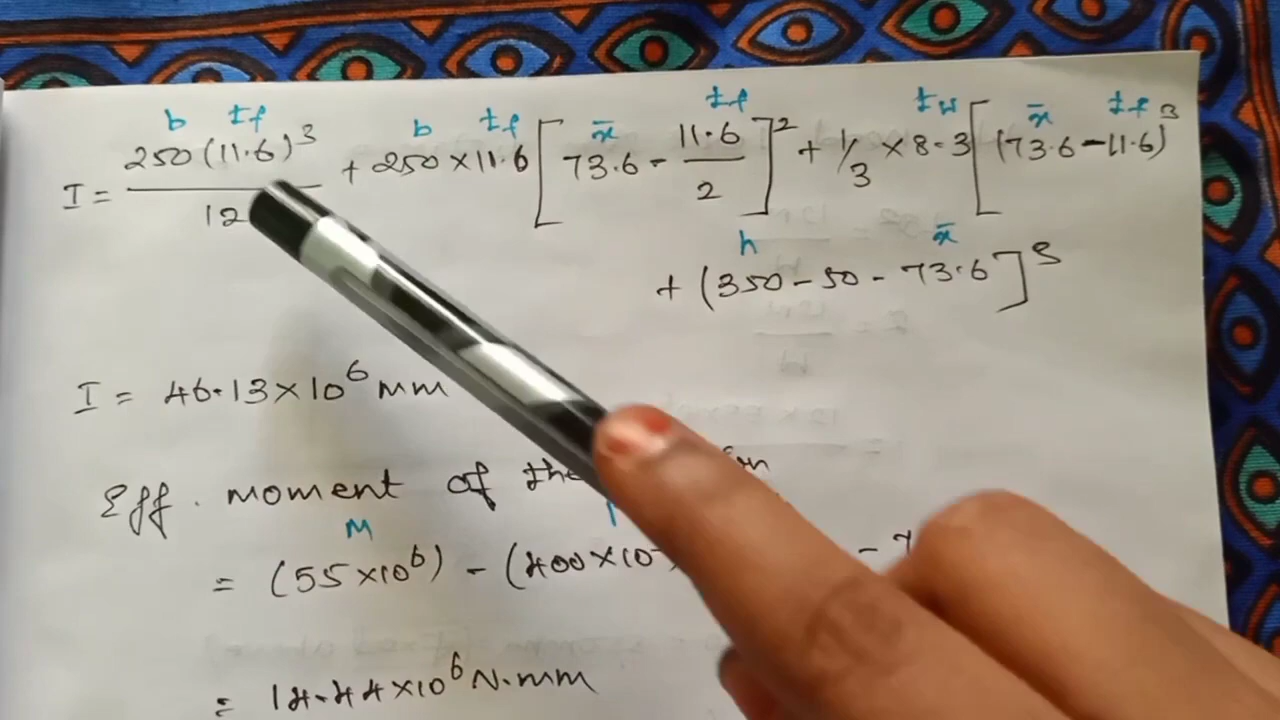 b tf b tf x̄ tf tw x̄ tf
I = 250(11.6)³/12 + 250×11.6[73.6 - 11.6/2]² + 1/3 × 8.3[(73.6-11.6)³
h x̄
+ (350-50-73.6]³
I = 46.13×10⁶ mm
Eff. moment of the
M
= (55×10⁶) - (400×10
= 14.44×10⁶ N.mm